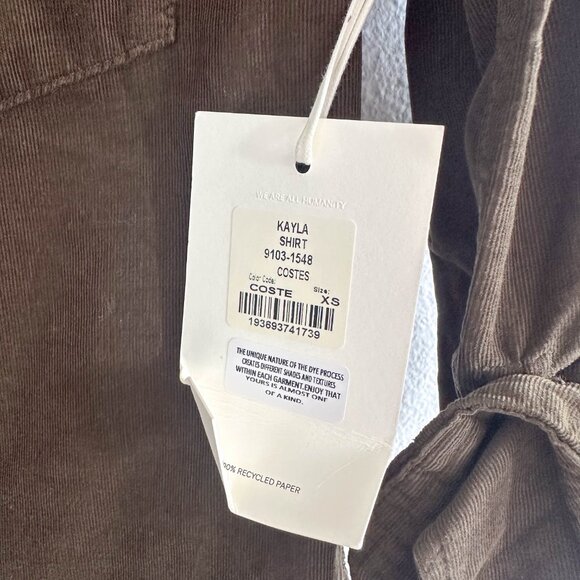 WE ARE ALL HUMANITY
KAYLA
SHIRT
9103-1548
COSTES
Color Code: Size:
COSTE XS
193693741739
THE UNIQUE NATURE OF THE DYE PROCESS
CREATES DIFFERENT SHADES AND TEXTURES
WITHIN EACH GARMENT.ENJOY THAT
YOURS IS ALMOST ONE
OF A KIND.
00% RECYCLED PAPER